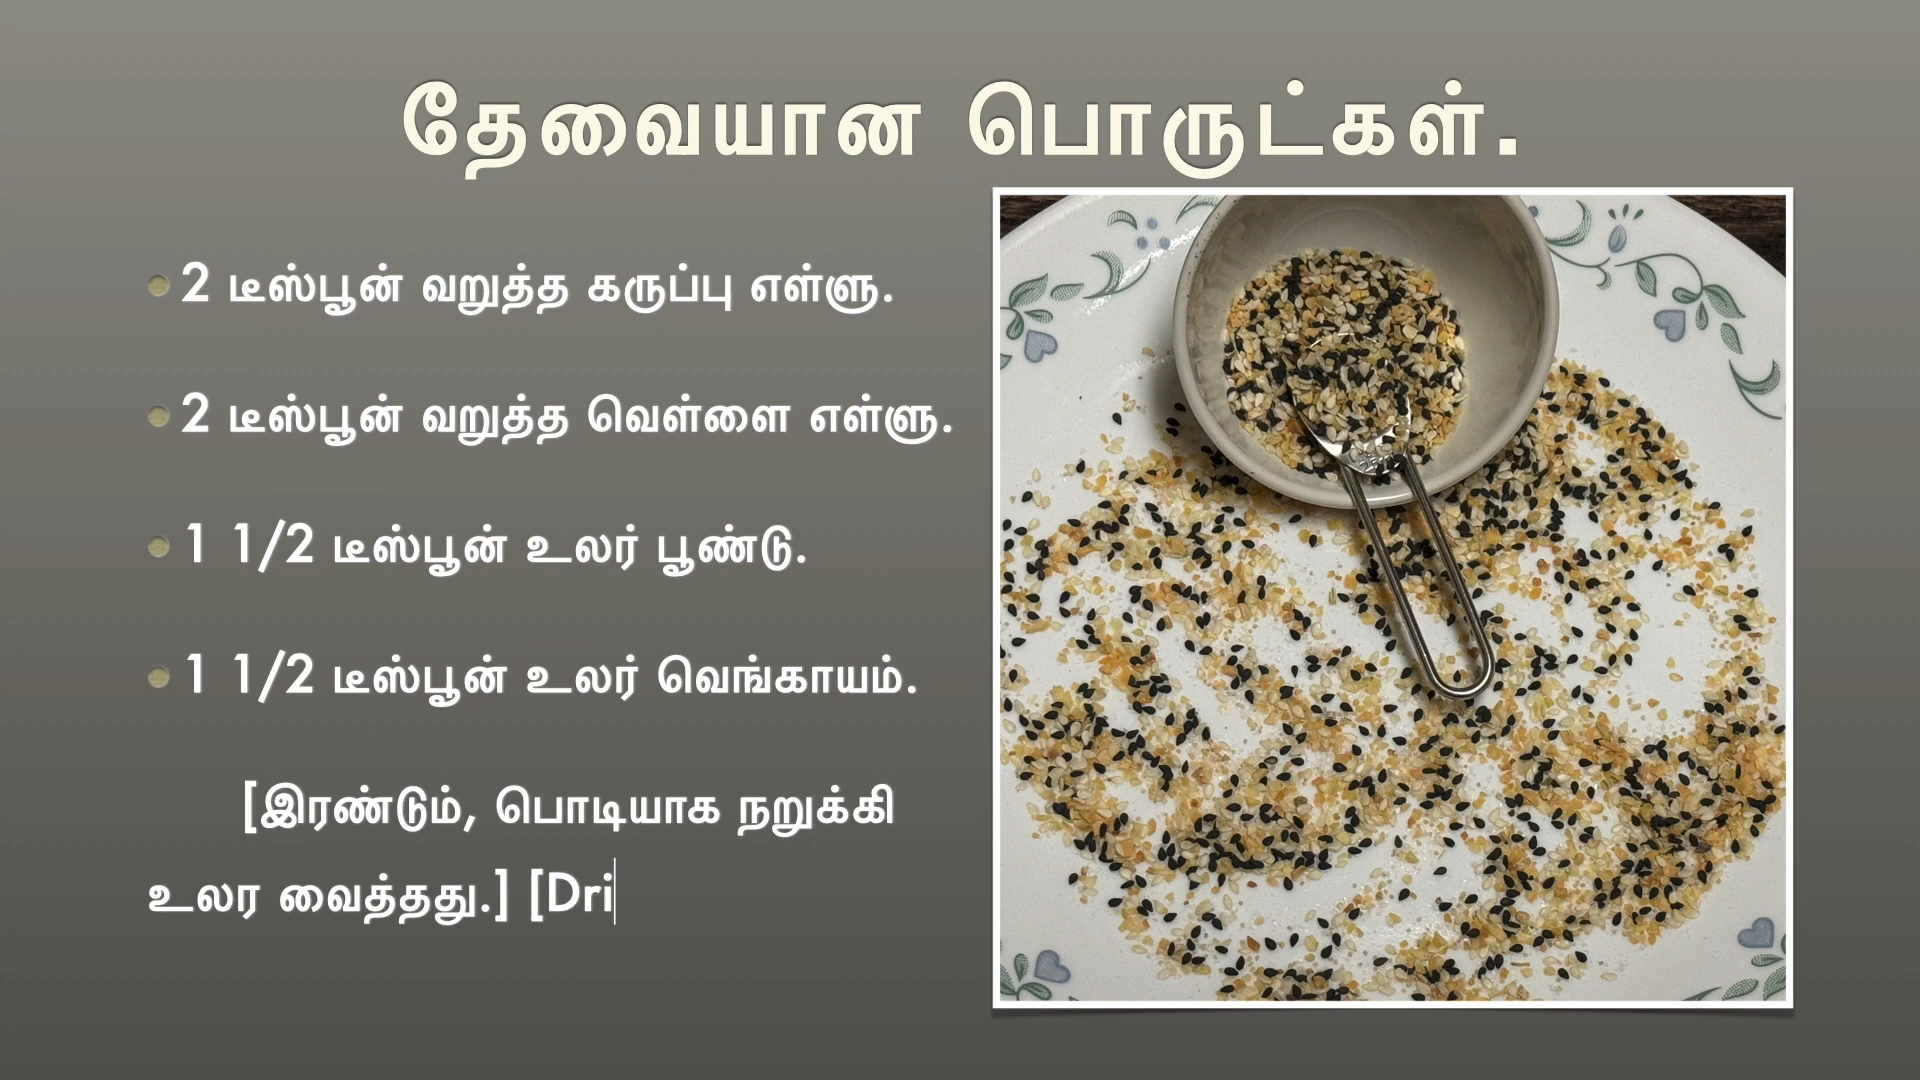 தேவையான பொருட்கள்.
2 டீஸ்பூன் வறுத்த கருப்பு எள்ளு.
2 டீஸ்பூன் வறுத்த வெள்ளை எள்ளு.
1 1/2 டீஸ்பூன் உலர் பூண்டு.
1 1/2 டீஸ்பூன் உலர் வெங்காயம்.
[இரண்டும், பொடியாக நறுக்கி
உலர வைத்தது.] [Dri